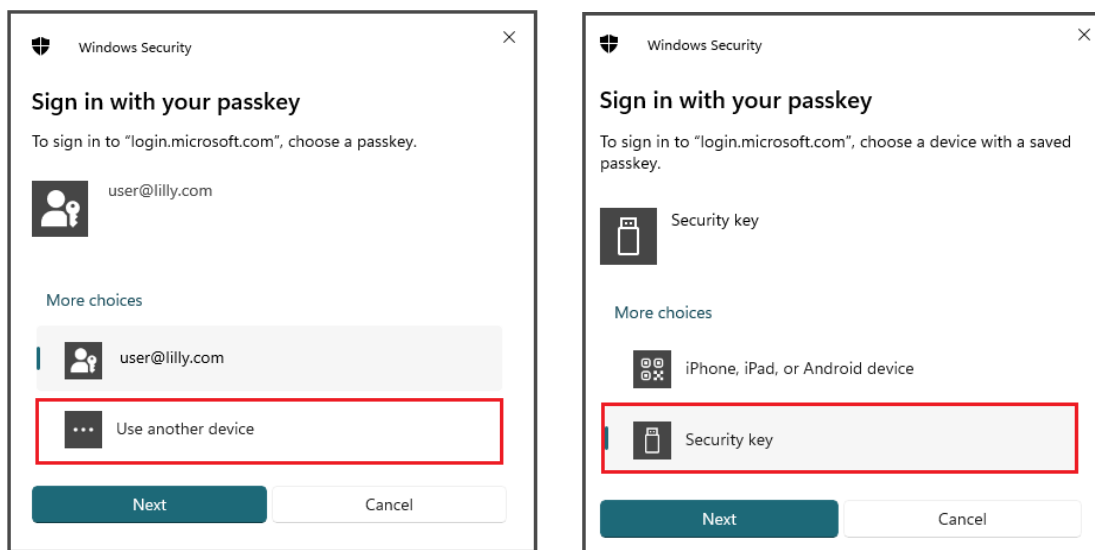 Windows Security
Sign in with your passkey
To sign in to “login.microsoft.com”, choose a passkey.
user@lilly.com
More choices
user@lilly.com
Use another device
Next
Cancel
Windows Security
Sign in with your passkey
To sign in to “login.microsoft.com”, choose a device with a saved
passkey.
Security key
More choices
iPhone, iPad, or Android device
Security key
Next
Cancel